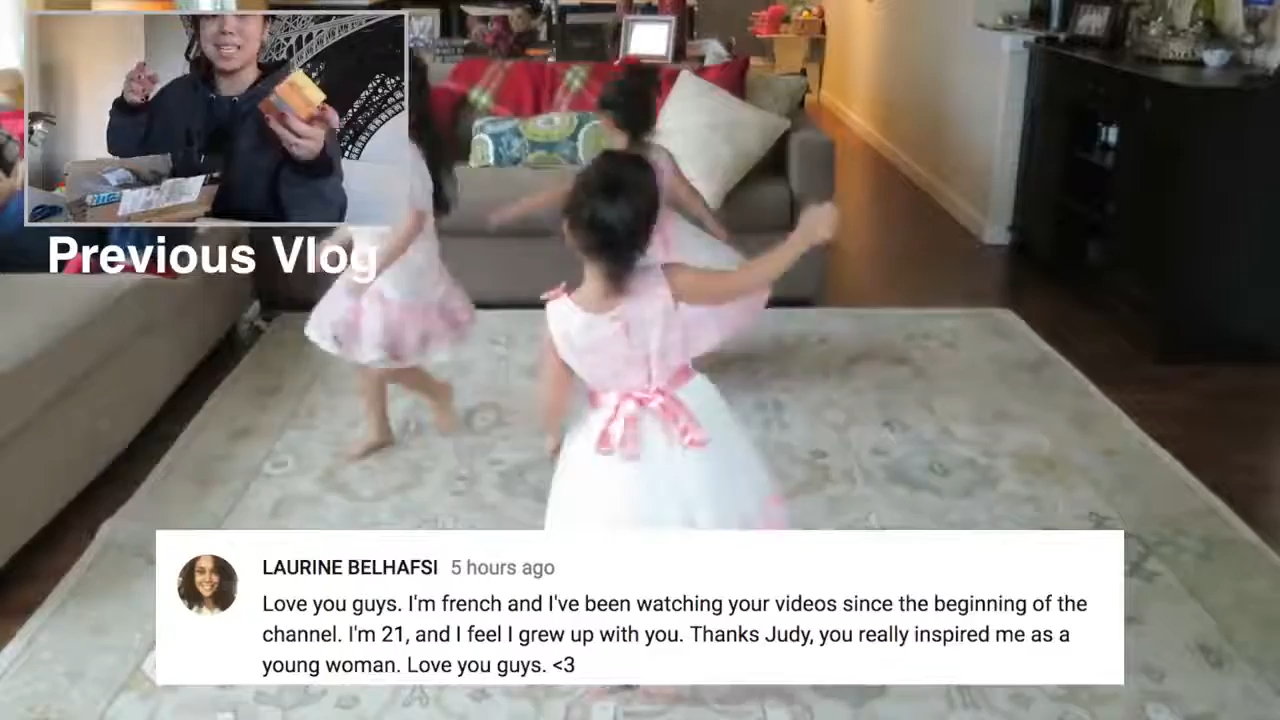 Previous Vlog
LAURINE BELHAFSI 5 hours ago
Love you guys. I'm french and I've been watching your videos since the beginning of the
channel. I'm 21, and I feel I grew up with you. Thanks Judy, you really inspired me as a
young woman. Love you guys. <3